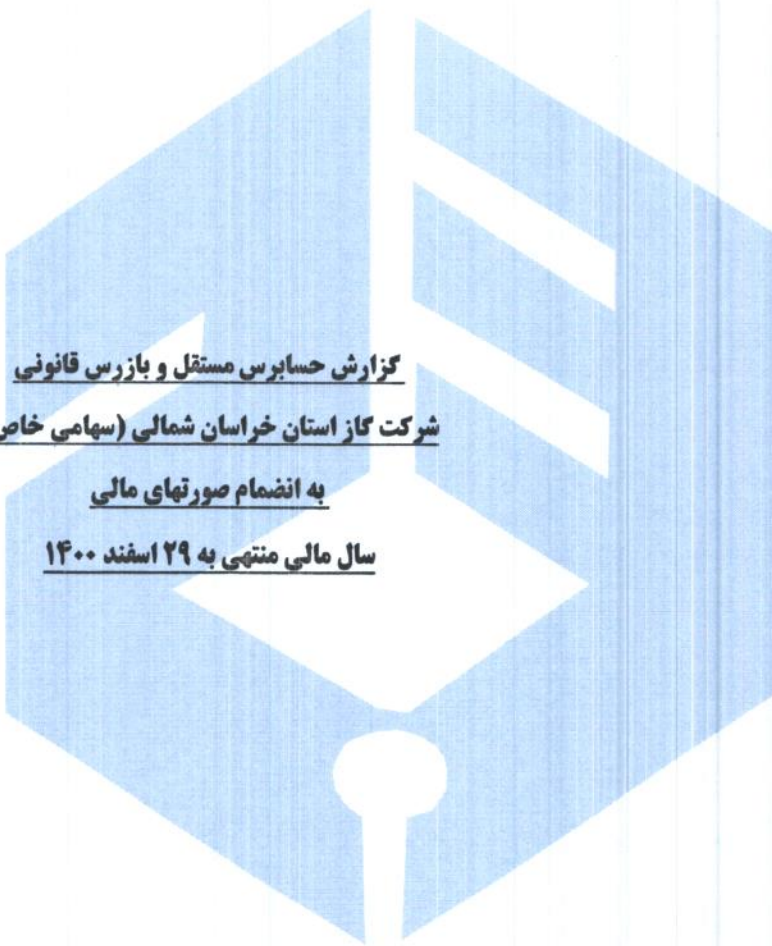 گزارش حسابرس مستقل و بازرس قانونی
شرکت گاز استان خراسان شمالی (سهامی خاص
به انضمام صورتهای مالی
سال مالی منتهی به ۲۹ اسفند ۱۴۰۰